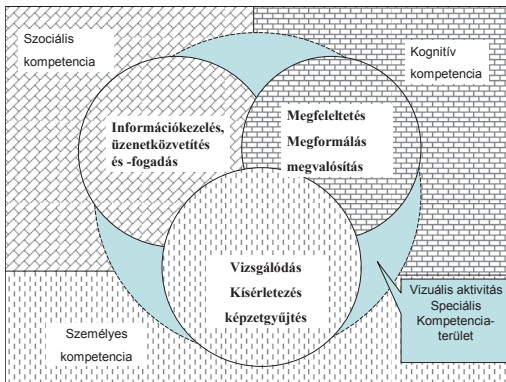 Szociális
kompetencia
Kognitív
kompetencia
Információkezelés,
üzenetközvetítés
és -fogadás
Megfeleltetés
Megformálás
megvalósítás
Vizsgálódás
Kísérletezés
képzetgyűjtés
Személyes
kompetencia
Vizuális aktivitás
Speciális
Kompetencia-
terület